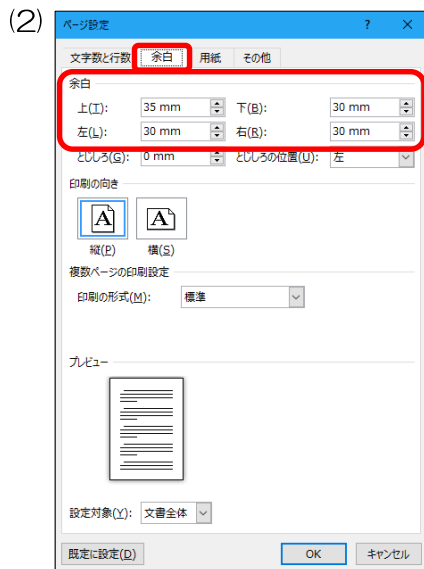 (2)
ページ設定 ? ×
文字数と行数 余白 用紙 その他
余白
上(T): 35 mm 下(B): 30 mm
左(L): 30 mm 右(R): 30 mm
とじしろ(G): 0 mm とじしろの位置(U): 左
印刷の向き
A A
縦(P) 横(S)
複数ページの印刷設定
印刷の形式(M): 標準
プレビュー
設定対象(Y): 文書全体
既定に設定(D) OK キャンセル